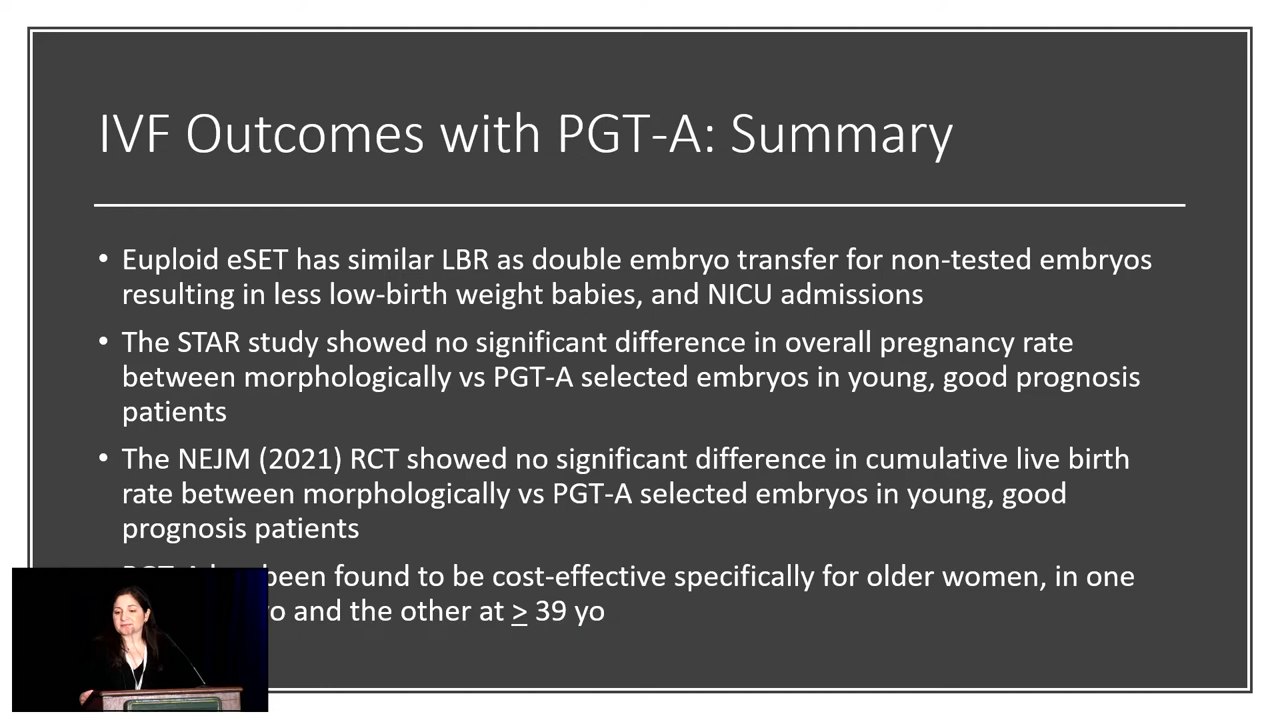 IVF Outcomes with PGT-A: Summary
• Euploid eSET has similar LBR as double embryo transfer for non-tested embryos
resulting in less low-birth weight babies, and NICU admissions
• The STAR study showed no significant difference in overall pregnancy rate
between morphologically vs PGT-A selected embryos in young, good prognosis
patients
• The NEJM (2021) RCT showed no significant difference in cumulative live birth
rate between morphologically vs PGT-A selected embryos in young, good
prognosis patients
been found to be cost-effective specifically for older women, in one
and the other at ≥ 39 yo